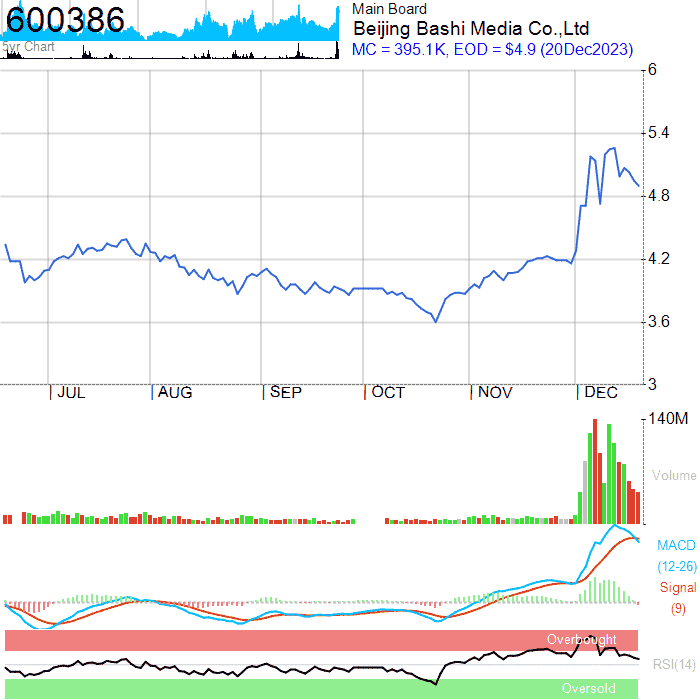 600386
5yr Chart
Main Board
Beijing Bashi Media Co.,Ltd
MC = 395.1K, EOD = $4.9 (20Dec2023)
6
5.4
4.8
4.2
3.6
3
JUL
AUG
SEP
OCT
NOV
DEC
140M
Volume
MACD
(12-26)
Signal
(9)
Overbought
RSI(14)
Oversold